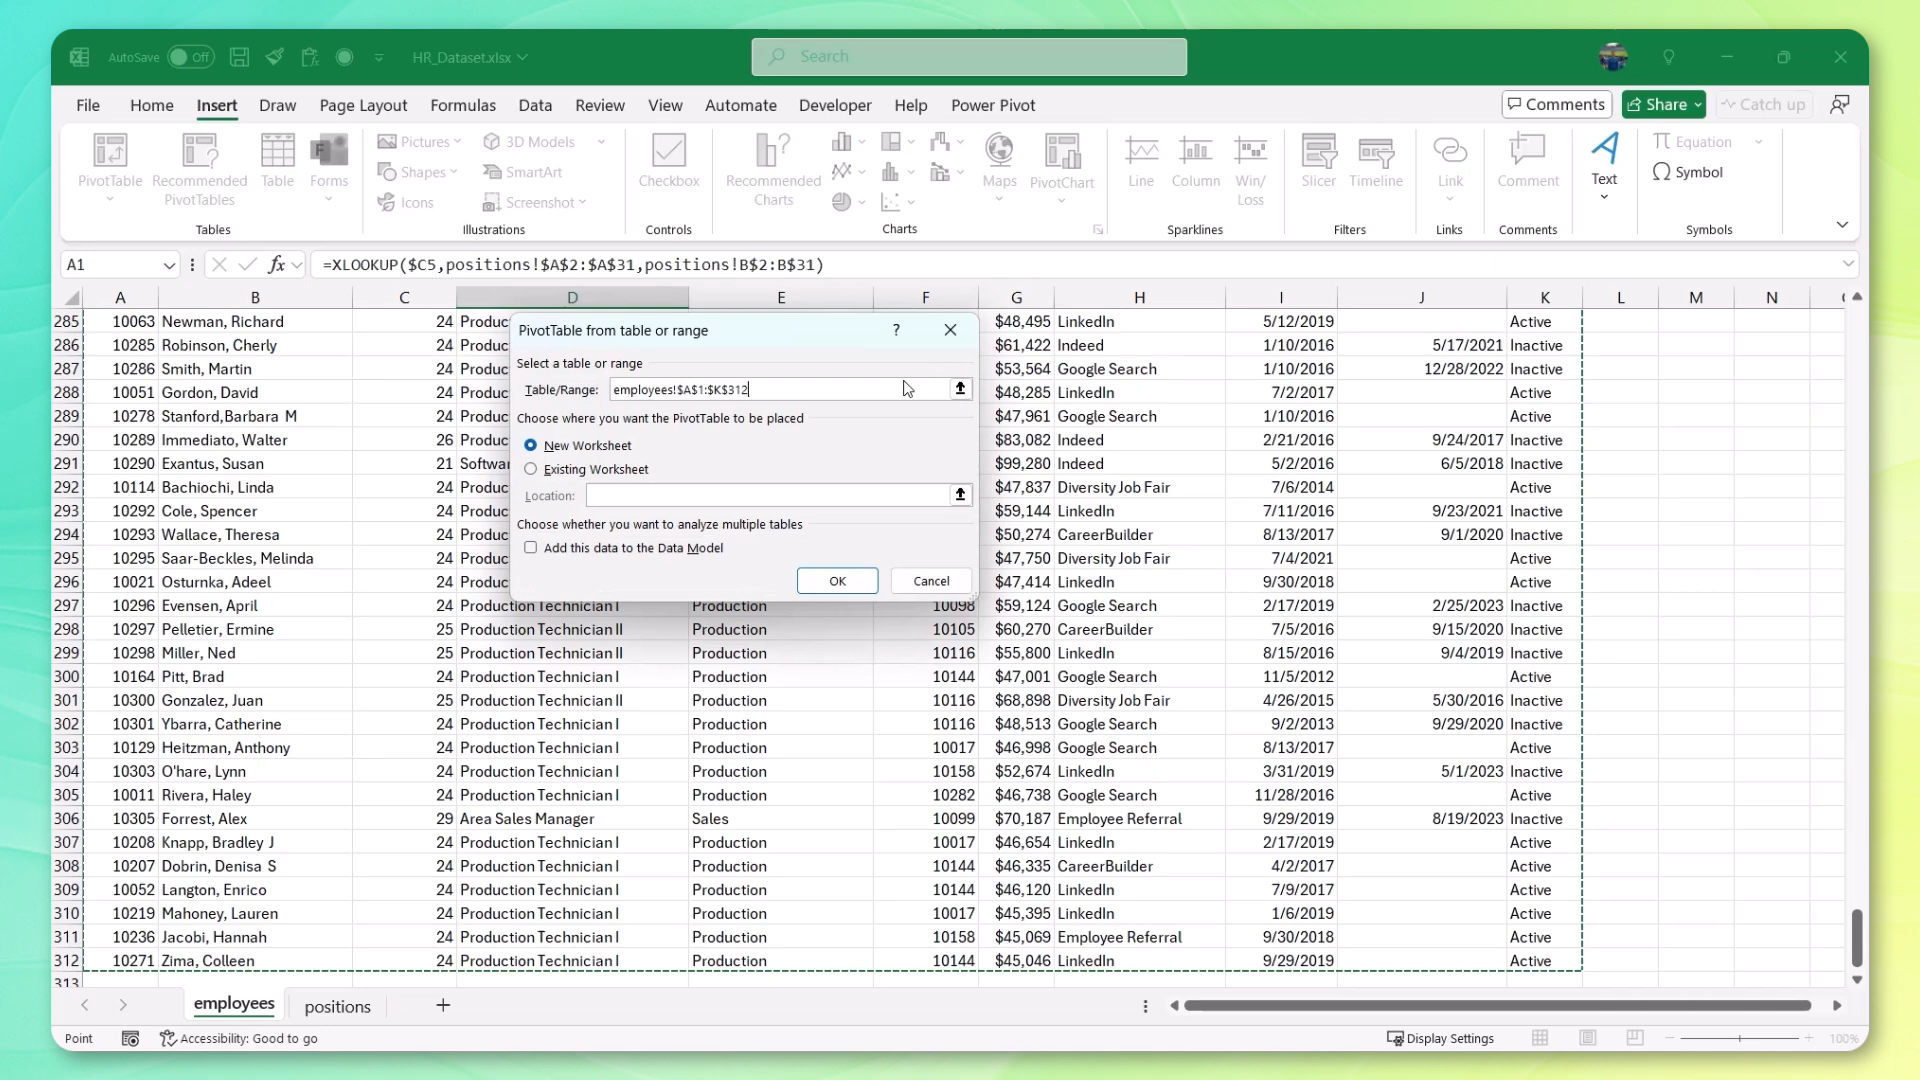 AutoSave Off HR_Dataset.xlsx Search
File Home Insert Draw Page Layout Formulas Data Review View Automate Developer Help Power Pivot Comments Share Catch up
PivotTable Recommended PivotTables Table Forms
Pictures Shapes Icons 3D Models SmartArt Screenshot
Checkbox Recommended Charts Maps PivotChart
Line Column Win/Loss Slicer Timeline Link Comment Text Equation Symbol
Tables Illustrations Controls Charts Sparklines Filters Links Comments Symbols
A1 fx =XLOOKUP($C5,positions!$A$2:$A$31,positions!B$2:B$31)
A B C D E F G H I J K L M N
285 10063 Newman, Richard 24 Produc $48,495 LinkedIn 5/12/2019 Active
286 10285 Robinson, Cherly 24 Produc $61,422 Indeed 1/10/2016 5/17/2021 Inactive
287 10286 Smith, Martin 24 Produc $53,564 Google Search 1/10/2016 12/28/2022 Inactive
288 10051 Gordon, David 24 Produc $48,285 LinkedIn 7/2/2017 Active
289 10278 Stanford,Barbara M 24 Produc $47,961 Google Search 1/10/2016 Active
290 10289 Immediato, Walter 26 Produc $83,082 Indeed 2/21/2016 9/24/2017 Inactive
291 10290 Exantus, Susan 21 Softwar $99,280 Indeed 5/2/2016 6/5/2018 Inactive
292 10114 Bachiochi, Linda 24 Produc $47,837 Diversity Job Fair 7/6/2014 Active
293 10292 Cole, Spencer 24 Produc $59,144 LinkedIn 7/11/2016 9/23/2021 Inactive
294 10293 Wallace, Theresa 24 Produc $50,274 CareerBuilder 8/13/2017 9/1/2020 Inactive
295 10295 Saar-Beckles, Melinda 24 Produc $47,750 Diversity Job Fair 7/4/2021 Active
296 10021 Osturnka, Adeel 24 Produc $47,414 LinkedIn 9/30/2018 Active
297 10296 Evensen, April 24 Production Technician I Production 10098 $59,124 Google Search 2/17/2019 2/25/2023 Inactive
298 10297 Pelletier, Ermine 25 Production Technician II Production 10105 $60,270 CareerBuilder 7/5/2016 9/15/2020 Inactive
299 10298 Miller, Ned 25 Production Technician II Production 10116 $55,800 LinkedIn 8/15/2016 9/4/2019 Inactive
300 10164 Pitt, Brad 24 Production Technician I Production 10144 $47,001 Google Search 11/5/2012 Active
301 10300 Gonzalez, Juan 25 Production Technician II Production 10116 $68,898 Diversity Job Fair 4/26/2015 5/30/2016 Inactive
302 10301 Ybarra, Catherine 24 Production Technician I Production 10116 $48,513 Google Search 9/2/2013 9/29/2020 Inactive
303 10129 Heitzman, Anthony 24 Production Technician I Production 10017 $46,998 Google Search 8/13/2017 Active
304 10303 O'hare, Lynn 24 Production Technician I Production 10158 $52,674 LinkedIn 3/31/2019 5/1/2023 Inactive
305 10011 Rivera, Haley 24 Production Technician I Production 10282 $46,738 Google Search 11/28/2016 Active
306 10305 Forrest, Alex 29 Area Sales Manager Sales 10099 $70,187 Employee Referral 9/29/2019 8/19/2023 Inactive
307 10208 Knapp, Bradley J 24 Production Technician I Production 10017 $46,654 LinkedIn 2/17/2019 Active
308 10207 Dobrin, Denisa S 24 Production Technician I Production 10144 $46,335 CareerBuilder 4/2/2017 Active
309 10052 Langton, Enrico 24 Production Technician I Production 10144 $46,120 LinkedIn 7/9/2017 Active
310 10219 Mahoney, Lauren 24 Production Technician I Production 10017 $45,395 LinkedIn 1/6/2019 Active
311 10236 Jacobi, Hannah 24 Production Technician I Production 10158 $45,069 Employee Referral 9/30/2018 Active
312 10271 Zima, Colleen 24 Production Technician I Production 10144 $45,046 LinkedIn 9/29/2019 Active
313
PivotTable from table or range ?
Select a table or range
Table/Range: employees!$A$1:$K$312
Choose where you want the PivotTable to be placed
New Worksheet
Existing Worksheet
Location:
Choose whether you want to analyze multiple tables
Add this data to the Data Model
OK Cancel
employees positions
Point Accessibility: Good to go Display Settings 100%